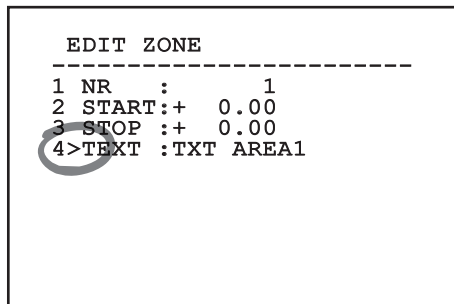 EDIT ZONE
------------------------
1 NR    :      1
2 START:+  0.00
3 STOP :+  0.00
4>TEXT :TXT AREA1